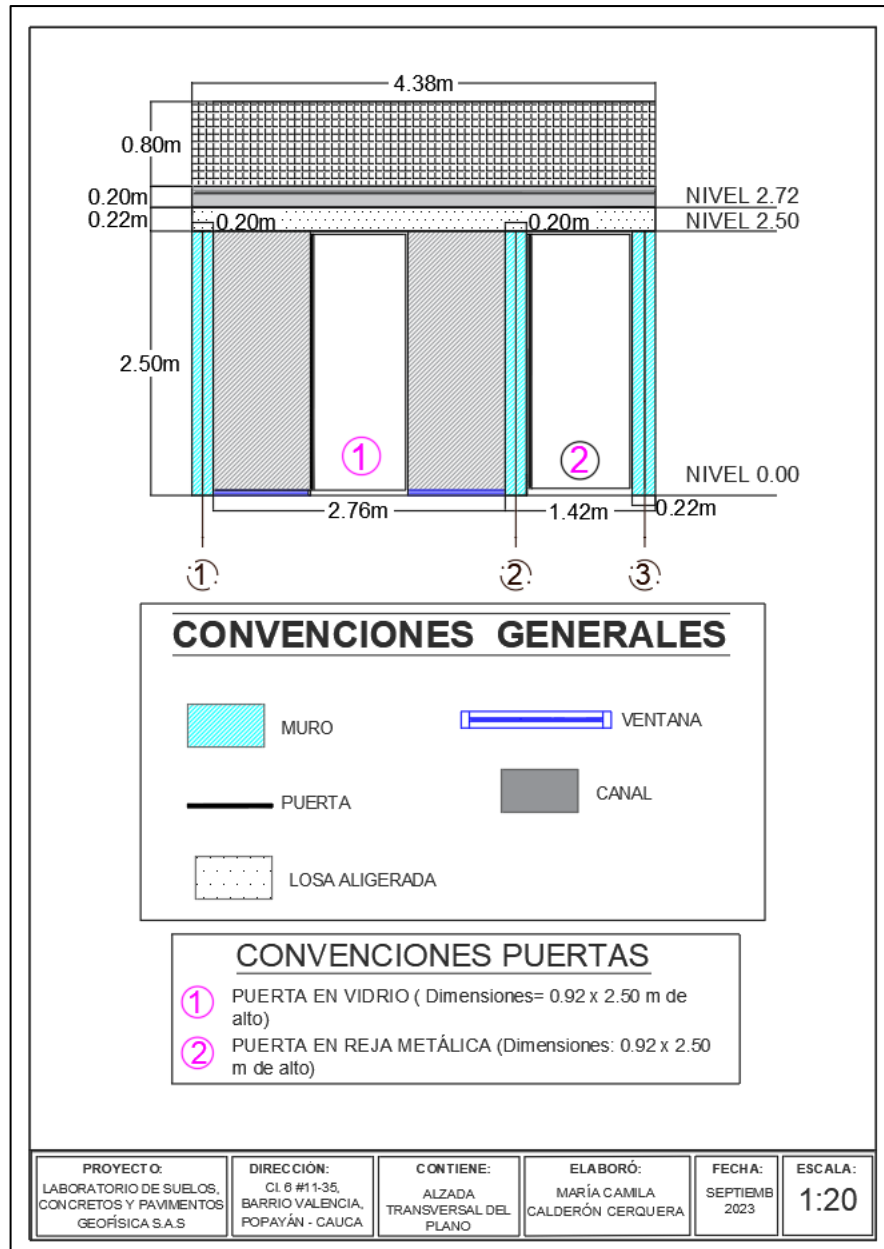 4.38m
0.80m
0.20m
NIVEL 2.72
0.22m
0.20m
0.20m
NIVEL 2.50
2.50m
1
2
NIVEL 0.00
2.76m
1.42m
0.22m
1
2
3
CONVENCIONES GENERALES
MURO
VENTANA
PUERTA
CANAL
LOSA ALIGERADA
CONVENCIONES PUERTAS
1
PUERTA EN VIDRIO ( Dimensiones= 0.92 x 2.50 m de
alto)
2
PUERTA EN REJA METÁLICA (Dimensiones: 0.92 x 2.50
m de alto)
PROYECTO:
LABORATORIO DE SUELOS,
CONCRETOS Y PAVIMENTOS
GEOFÍSICA S.A.S
DIRECCIÓN:
Cl. 6 #11-35,
BARRIO VALENCIA,
POPAYÁN - CAUCA
CONTIENE:
ALZADA
TRANSVERSAL DEL
PLANO
ELABORÓ:
MARÍA CAMILA
CALDERÓN CERQUERA
FECHA:
SEPTIEMB
2023
ESCALA:
1:20